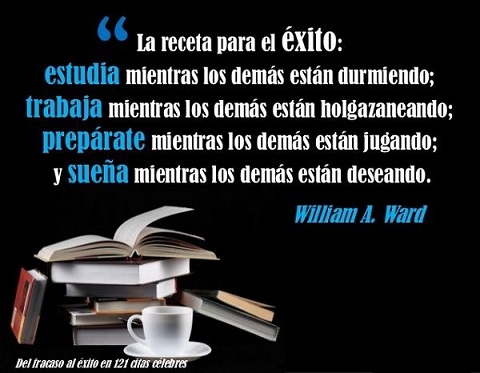 “ La receta para el éxito:
estudia mientras los demás están durmiendo;
trabaja mientras los demás están holgazaneando;
prepárate mientras los demás están jugando;
y sueña mientras los demás están deseando.
William A. Ward
Del fracaso al éxito en 121 citas célebres